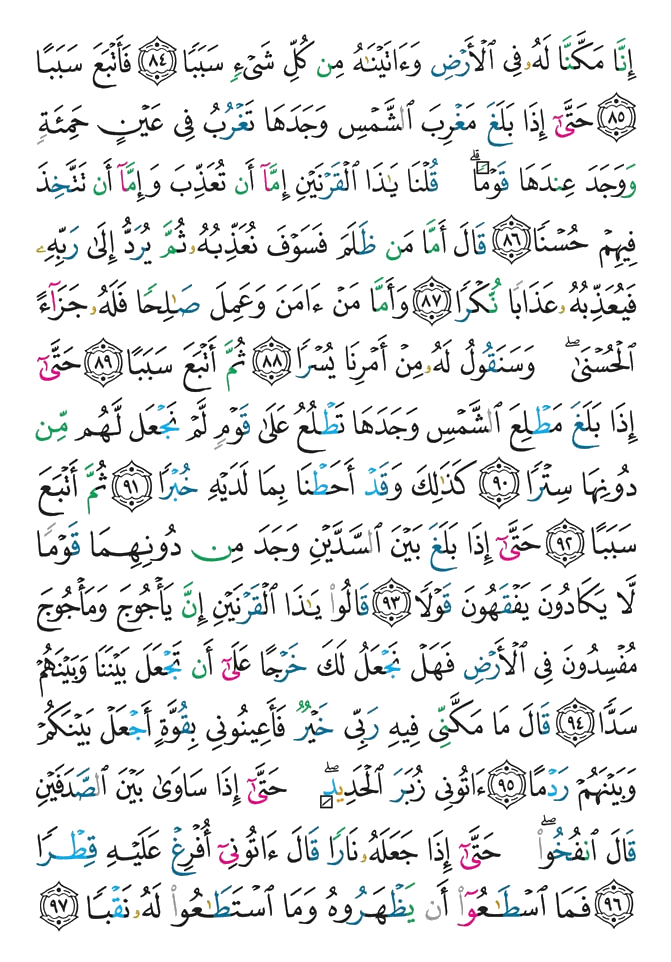 إِنَّا مَكَّنَّا لَهُۥ فِى ٱلْأَرْضِ وَءَاتَيْنَـٰهُ مِن كُلِّ شَىْءٍ سَبَبًا ٨٤ فَأَتْبَعَ سَبَبًا
٨٥ حَتَّىٰٓ إِذَا بَلَغَ مَغْرِبَ ٱلشَّمْسِ وَجَدَهَا تَغْرُبُ فِى عَيْنٍ حَمِئَةٍ
وَوَجَدَ عِندَهَا قَوْمًا ۗ قُلْنَا يَـٰذَا ٱلْقَرْنَيْنِ إِمَّآ أَن تُعَذِّبَ وَإِمَّآ أَن تَتَّخِذَ
فِيهِمْ حُسْنًا ٨٦ قَالَ أَمَّا مَن ظَلَمَ فَسَوْفَ نُعَذِّبُهُۥ ثُمَّ يُرَدُّ إِلَىٰ رَبِّهِۦ
فَيُعَذِّبُهُۥ عَذَابًا نُّكْرًا ٨٧ وَأَمَّا مَنْ ءَامَنَ وَعَمِلَ صَـٰلِحًا فَلَهُۥ جَزَآءً
ٱلْحُسْنَىٰ ۖ وَسَنَقُولُ لَهُۥ مِنْ أَمْرِنَا يُسْرًا ٨٨ ثُمَّ أَتْبَعَ سَبَبًا ٨٩ حَتَّىٰٓ
إِذَا بَلَغَ مَطْلِعَ ٱلشَّمْسِ وَجَدَهَا تَطْلُعُ عَلَىٰ قَوْمٍ لَّمْ نَجْعَل لَّهُم مِّن
دُونِهَا سِتْرًا ٩٠ كَذَٰلِكَ وَقَدْ أَحَطْنَا بِمَا لَدَيْهِ خُبْرًا ٩١ ثُمَّ أَتْبَعَ
سَبَبًا ٩٢ حَتَّىٰٓ إِذَا بَلَغَ بَيْنَ ٱلسَّدَّيْنِ وَجَدَ مِن دُونِهِمَا قَوْمًا
لَّا يَكَادُونَ يَفْقَهُونَ قَوْلًا ٩٣ قَالُوا۟ يَـٰذَا ٱلْقَرْنَيْنِ إِنَّ يَأْجُوجَ وَمَأْجُوجَ
مُفْسِدُونَ فِى ٱلْأَرْضِ فَهَلْ نَجْعَلُ لَكَ خَرْجًا عَلَىٰٓ أَن تَجْعَلَ بَيْنَنَا وَبَيْنَهُمْ
سَدًّا ٩٤ قَالَ مَا مَكَّنِّى فِيهِ رَبِّى خَيْرٌ فَأَعِينُونِى بِقُوَّةٍ أَجْعَلْ بَيْنَكُمْ
وَبَيْنَهُمْ رَدْمًا ٩٥ ءَاتُونِى زُبَرَ ٱلْحَدِيدِ ۖ حَتَّىٰٓ إِذَا سَاوَىٰ بَيْنَ ٱلصَّدَفَيْنِ
قَالَ ٱنفُخُوا۟ ۖ حَتَّىٰٓ إِذَا جَعَلَهُۥ نَارًا قَالَ ءَاتُونِىٓ أُفْرِغْ عَلَيْهِ قِطْرًا
٩٦ فَمَا ٱسْطَـٰعُوٓا۟ أَن يَظْهَرُوهُ وَمَا ٱسْتَطَـٰعُوا۟ لَهُۥ نَقْبًا ٩٧